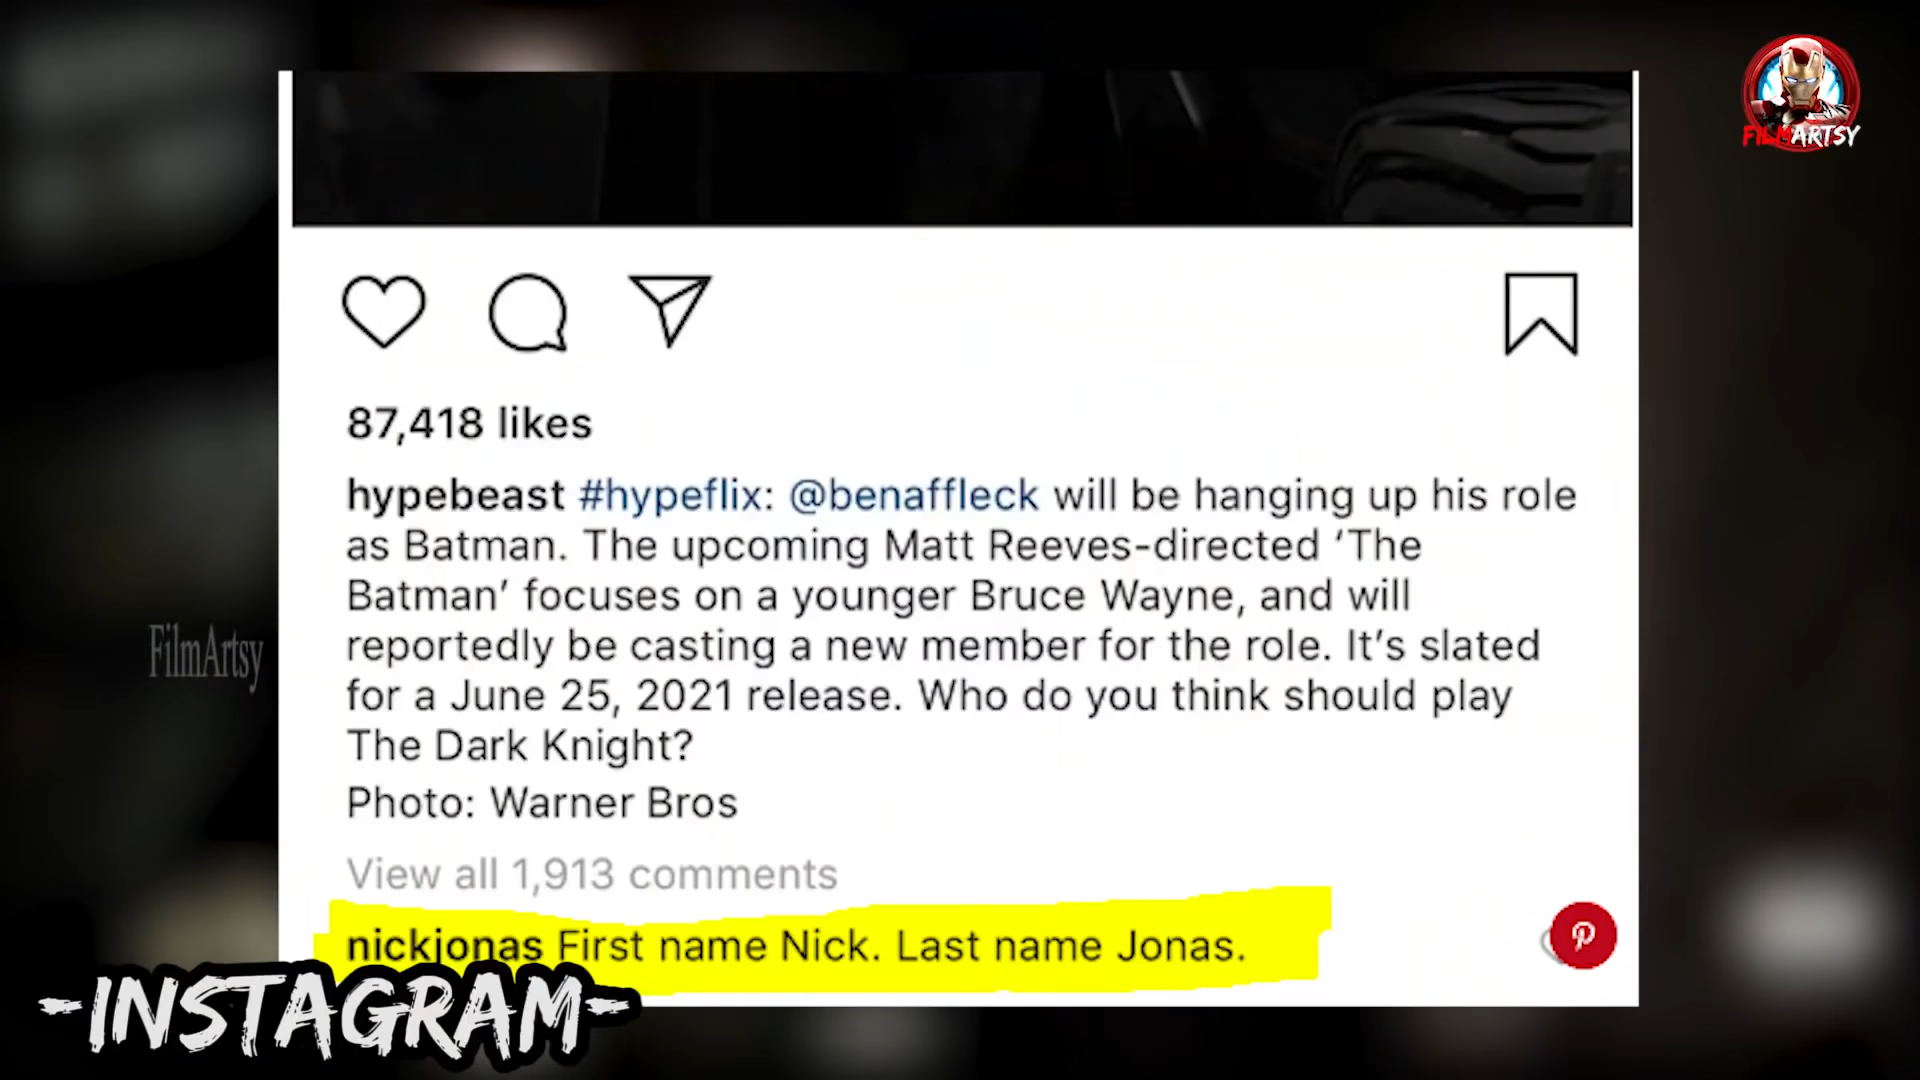 FILMARTSY
87,418 likes
hypebeast #hypeflix: @benaffleck will be hanging up his role
as Batman. The upcoming Matt Reeves-directed ‘The
Batman’ focuses on a younger Bruce Wayne, and will
reportedly be casting a new member for the role. It’s slated
for a June 25, 2021 release. Who do you think should play
The Dark Knight?
Photo: Warner Bros
FilmArtsy
View all 1,913 comments
nickjonas First name Nick. Last name Jonas.
-INSTAGRAM-